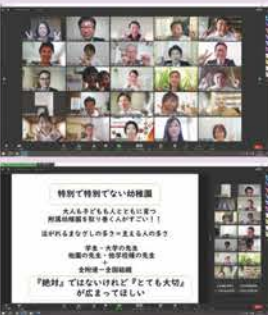 特別で特別でない幼稚園
大人も子どもも人とともに育つ
附属幼稚園を取り巻く人がすごい！！
注がれるまなざしの多さ＝支える人の多さ
学生・大学の先生
他園の先生・他学校種の先生
＋
全附連＝全国組織
『絶対』ではないけれど『とても大切』
が広まってほしい